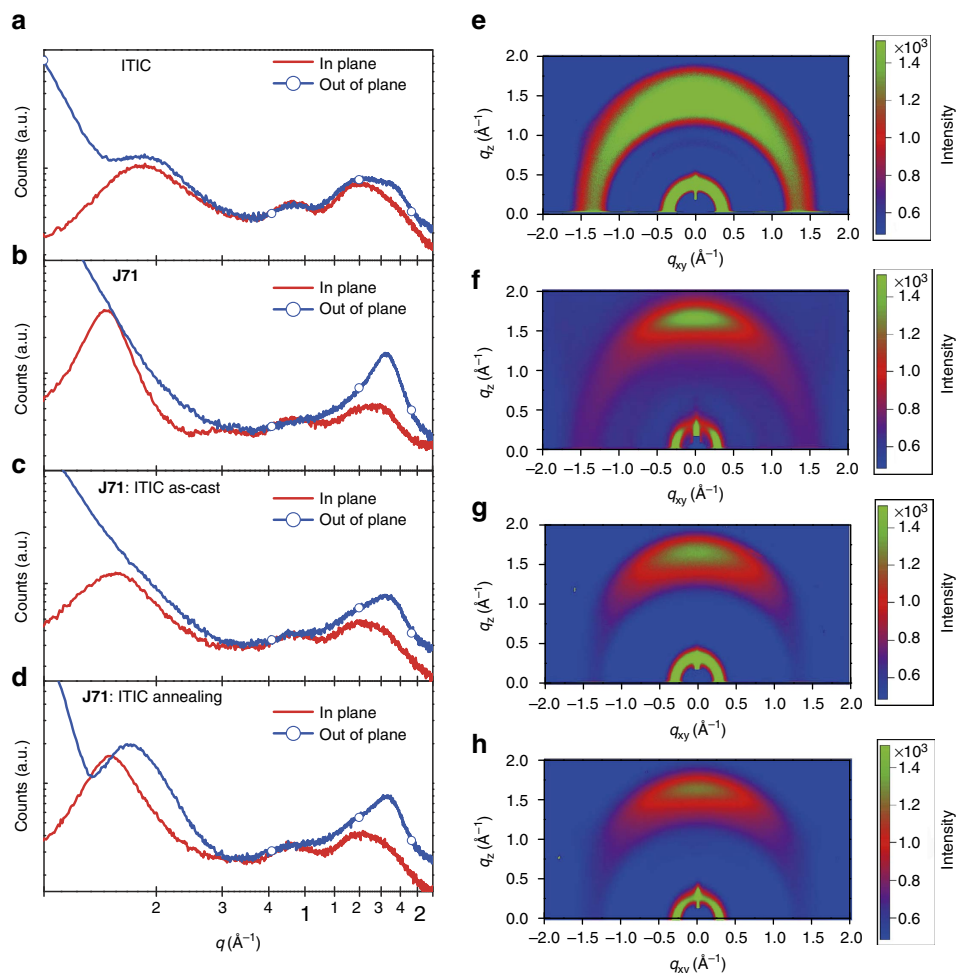 a
ITIC
In plane
Out of plane
Counts (a.u.)
b
J71
In plane
Out of plane
Counts (a.u.)
c
J71: ITIC as-cast
In plane
Out of plane
Counts (a.u.)
d
J71: ITIC annealing
In plane
Out of plane
Counts (a.u.)
2 3 4 1 1 2 3 4 2
q (Å−1)
e
2.0
1.5
1.0
0.5
0.0
qz (Å−1)
−2.0 −1.5 −1.0 −0.5 0.0 0.5 1.0 1.5 2.0
qxy (Å−1)
×10³
1.4
1.2
1.0
0.8
0.6
Intensity
f
2.0
1.5
1.0
0.5
0.0
qz (Å−1)
−2.0 −1.5 −1.0 −0.5 0.0 0.5 1.0 1.5 2.0
qxy (Å−1)
×10³
1.4
1.2
1.0
0.8
0.6
Intensity
g
2.0
1.5
1.0
0.5
0.0
qz (Å−1)
−2.0 −1.5 −1.0 −0.5 0.0 0.5 1.0 1.5 2.0
qxy (Å−1)
×10³
1.4
1.2
1.0
0.8
0.6
Intensity
h
2.0
1.5
1.0
0.5
0.0
qz (Å−1)
−2.0 −1.5 −1.0 −0.5 0.0 0.5 1.0 1.5 2.0
qxy (Å−1)
×10³
1.4
1.2
1.0
0.8
0.6
Intensity